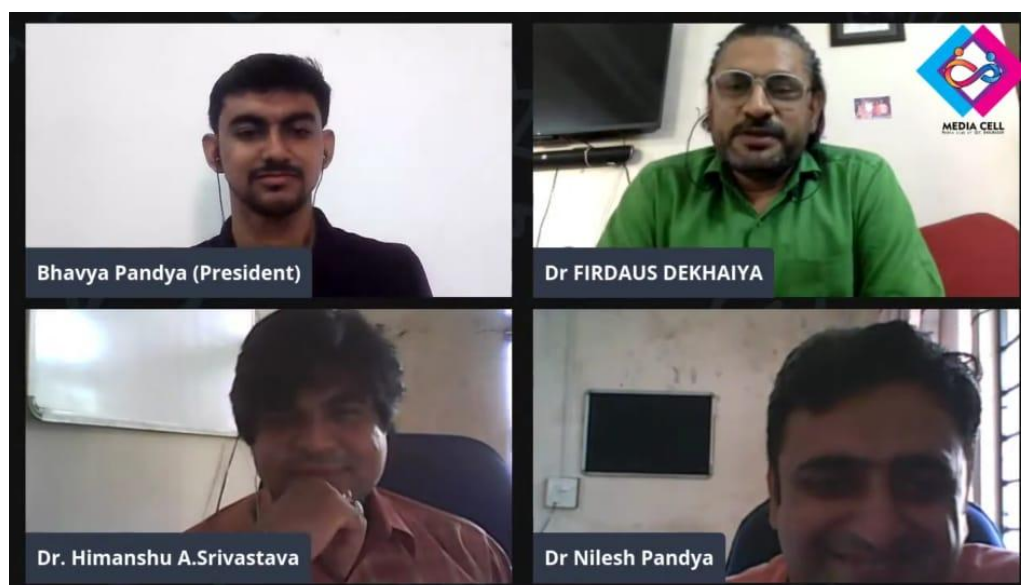 MEDIA CELL
Bhavya Pandya (President)
Dr FIRDAUS DEKHAIYA
Dr. Himanshu A.Srivastava
Dr Nilesh Pandya